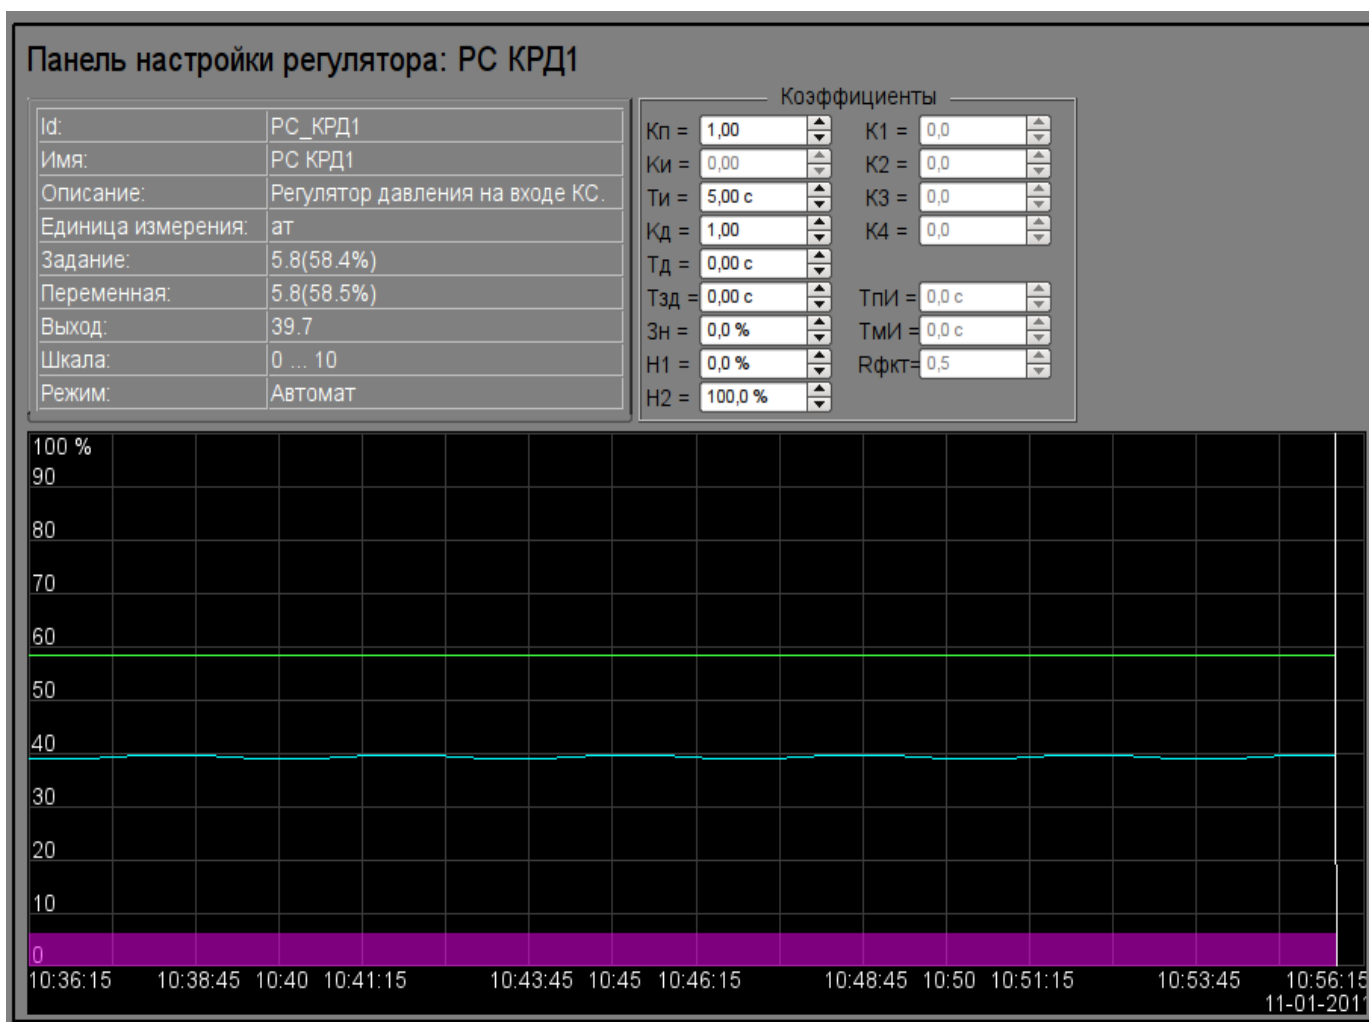 Панель настройки регулятора: РС КРД1
Id: РС_КРД1
Имя: РС КРД1
Описание: Регулятор давления на входе КС.
Единица измерения: ат
Задание: 5.8(58.4%)
Переменная: 5.8(58.5%)
Выход: 39.7
Шкала: 0 ... 10
Режим: Автомат
Коэффициенты
Кп = 1,00 К1 = 0,0
Ки = 0,00 К2 = 0,0
Ти = 5,00 с К3 = 0,0
Кд = 1,00 К4 = 0,0
Тд = 0,00 с
Тзд = 0,00 с ТпИ = 0,0 с
Зн = 0,0 % ТмИ = 0,0 с
Н1 = 0,0 % Rфкт= 0,5
Н2 = 100,0 %
100 %
90
80
70
60
50
40
30
20
10
0
10:36:15 10:38:45 10:40 10:41:15 10:43:45 10:45 10:46:15 10:48:45 10:50 10:51:15 10:53:45 10:56:15
11-01-2011